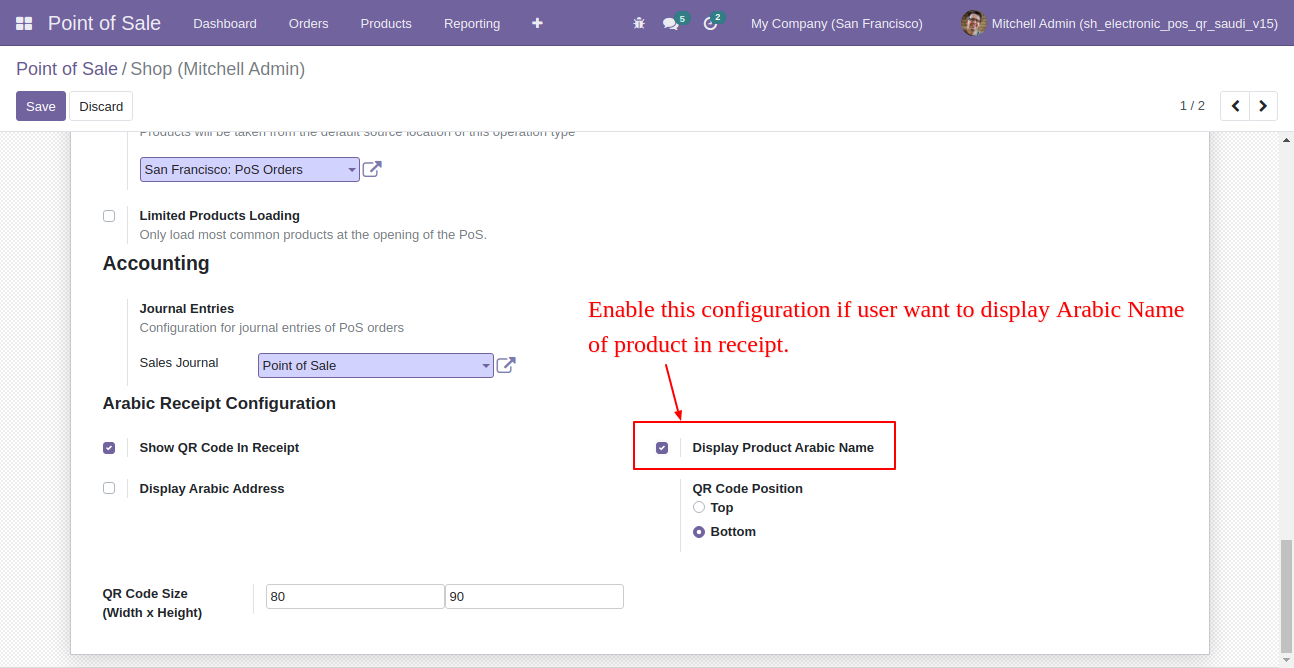 Point of Sale Dashboard Orders Products Reporting 5 2 My Company (San Francisco) Mitchell Admin (sh_electronic_pos_qr_saudi_v15)
Point of Sale / Shop (Mitchell Admin)
Save Discard 1 / 2
Products will be taken from the default source location of this operation type
San Francisco: PoS Orders
Limited Products Loading
Only load most common products at the opening of the PoS.
Accounting
Journal Entries
Configuration for journal entries of PoS orders
Sales Journal Point of Sale
Enable this configuration if user want to display Arabic Name
of product in receipt.
Arabic Receipt Configuration
Show QR Code In Receipt
Display Product Arabic Name
Display Arabic Address
QR Code Position
Top
Bottom
QR Code Size
(Width x Height)
80 90